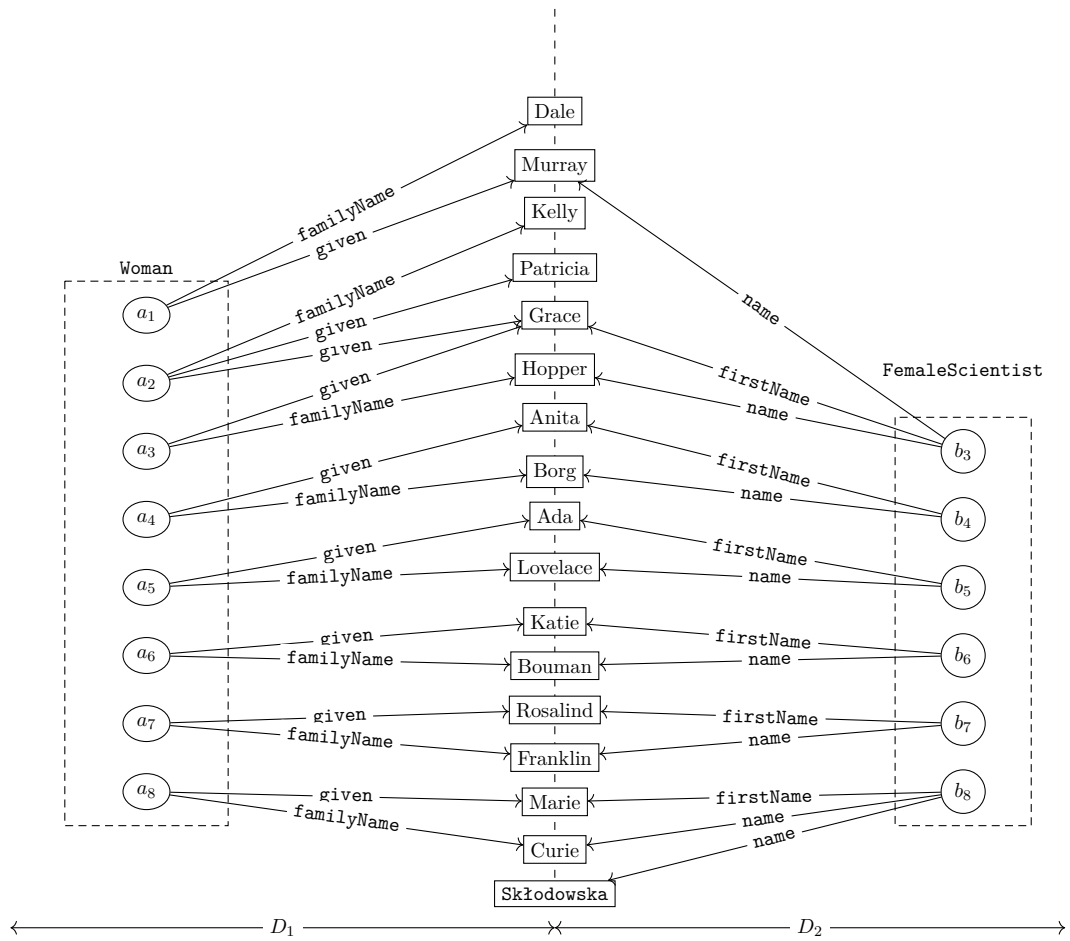 Dale
Murray
familyName
given
Kelly
Woman
Patricia
familyName
name
given
a1
Grace
given
Hopper
FemaleScientist
a2
given
firstName
familyName
name
Anita
a3
b3
given
Borg
firstName
familyName
name
a4
Ada
b4
given
firstName
familyName
Lovelace
name
a5
b5
Katie
given
firstName
familyName
Bouman
name
a6
b6
Rosalind
given
firstName
a7
b7
familyName
name
Franklin
a8
given
Marie
firstName
b8
familyName
name
name
Curie
Skłodowska
D1
D2